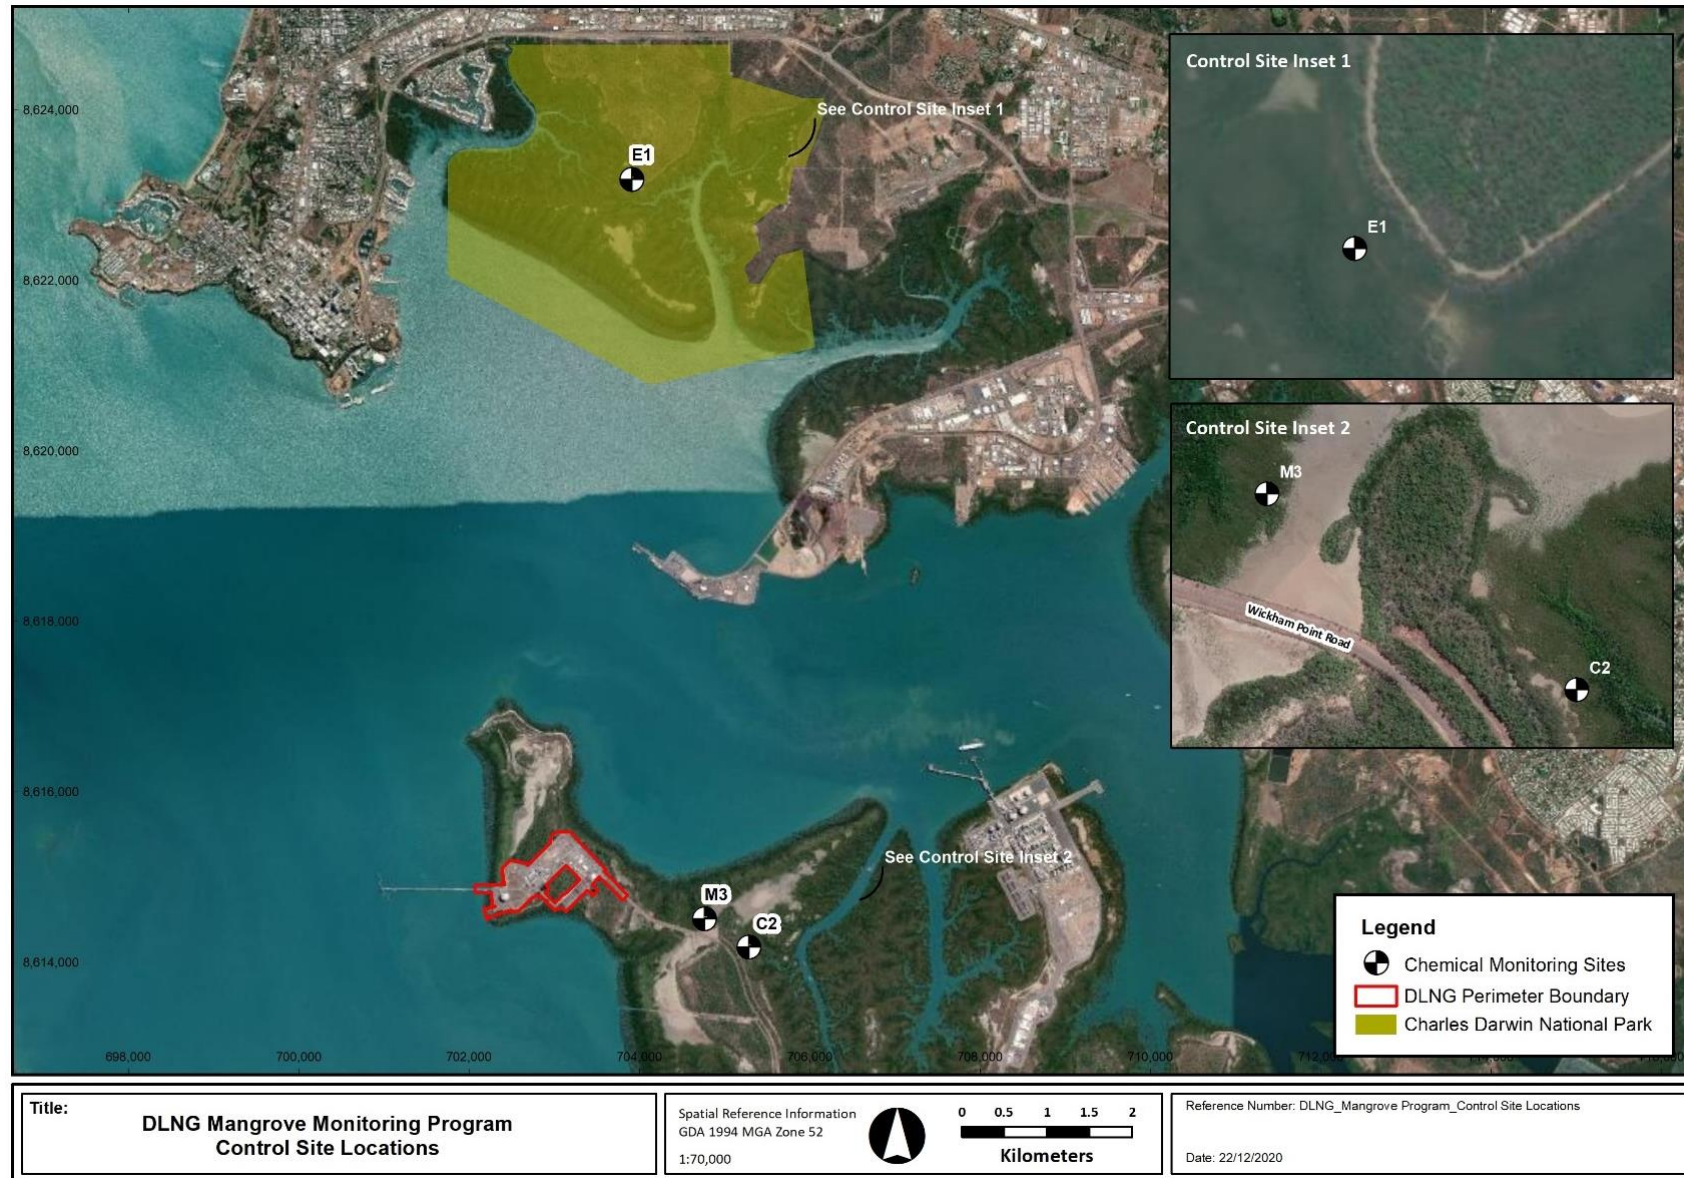 Control Site Inset 1
8,624,000
See Control Site Inset 1
E1
E1
8,622,000
Control Site Inset 2
8,620,000
M3
8,618,000
Wickham Point Road
C2
8,616,000
See Control Site Inset 2
M3
C2
8,614,000
Legend
Chemical Monitoring Sites
DLNG Perimeter Boundary
Charles Darwin National Park
698,000
700,000
702,000
704,000
706,000
708,000
710,000
Title:
DLNG Mangrove Monitoring Program
Control Site Locations
Spatial Reference Information
GDA 1994 MGA Zone 52
1:70,000
0 0.5 1 1.5 2
Kilometers
Reference Number: DLNG_Mangrove Program_Control Site Locations
Date: 22/12/2020